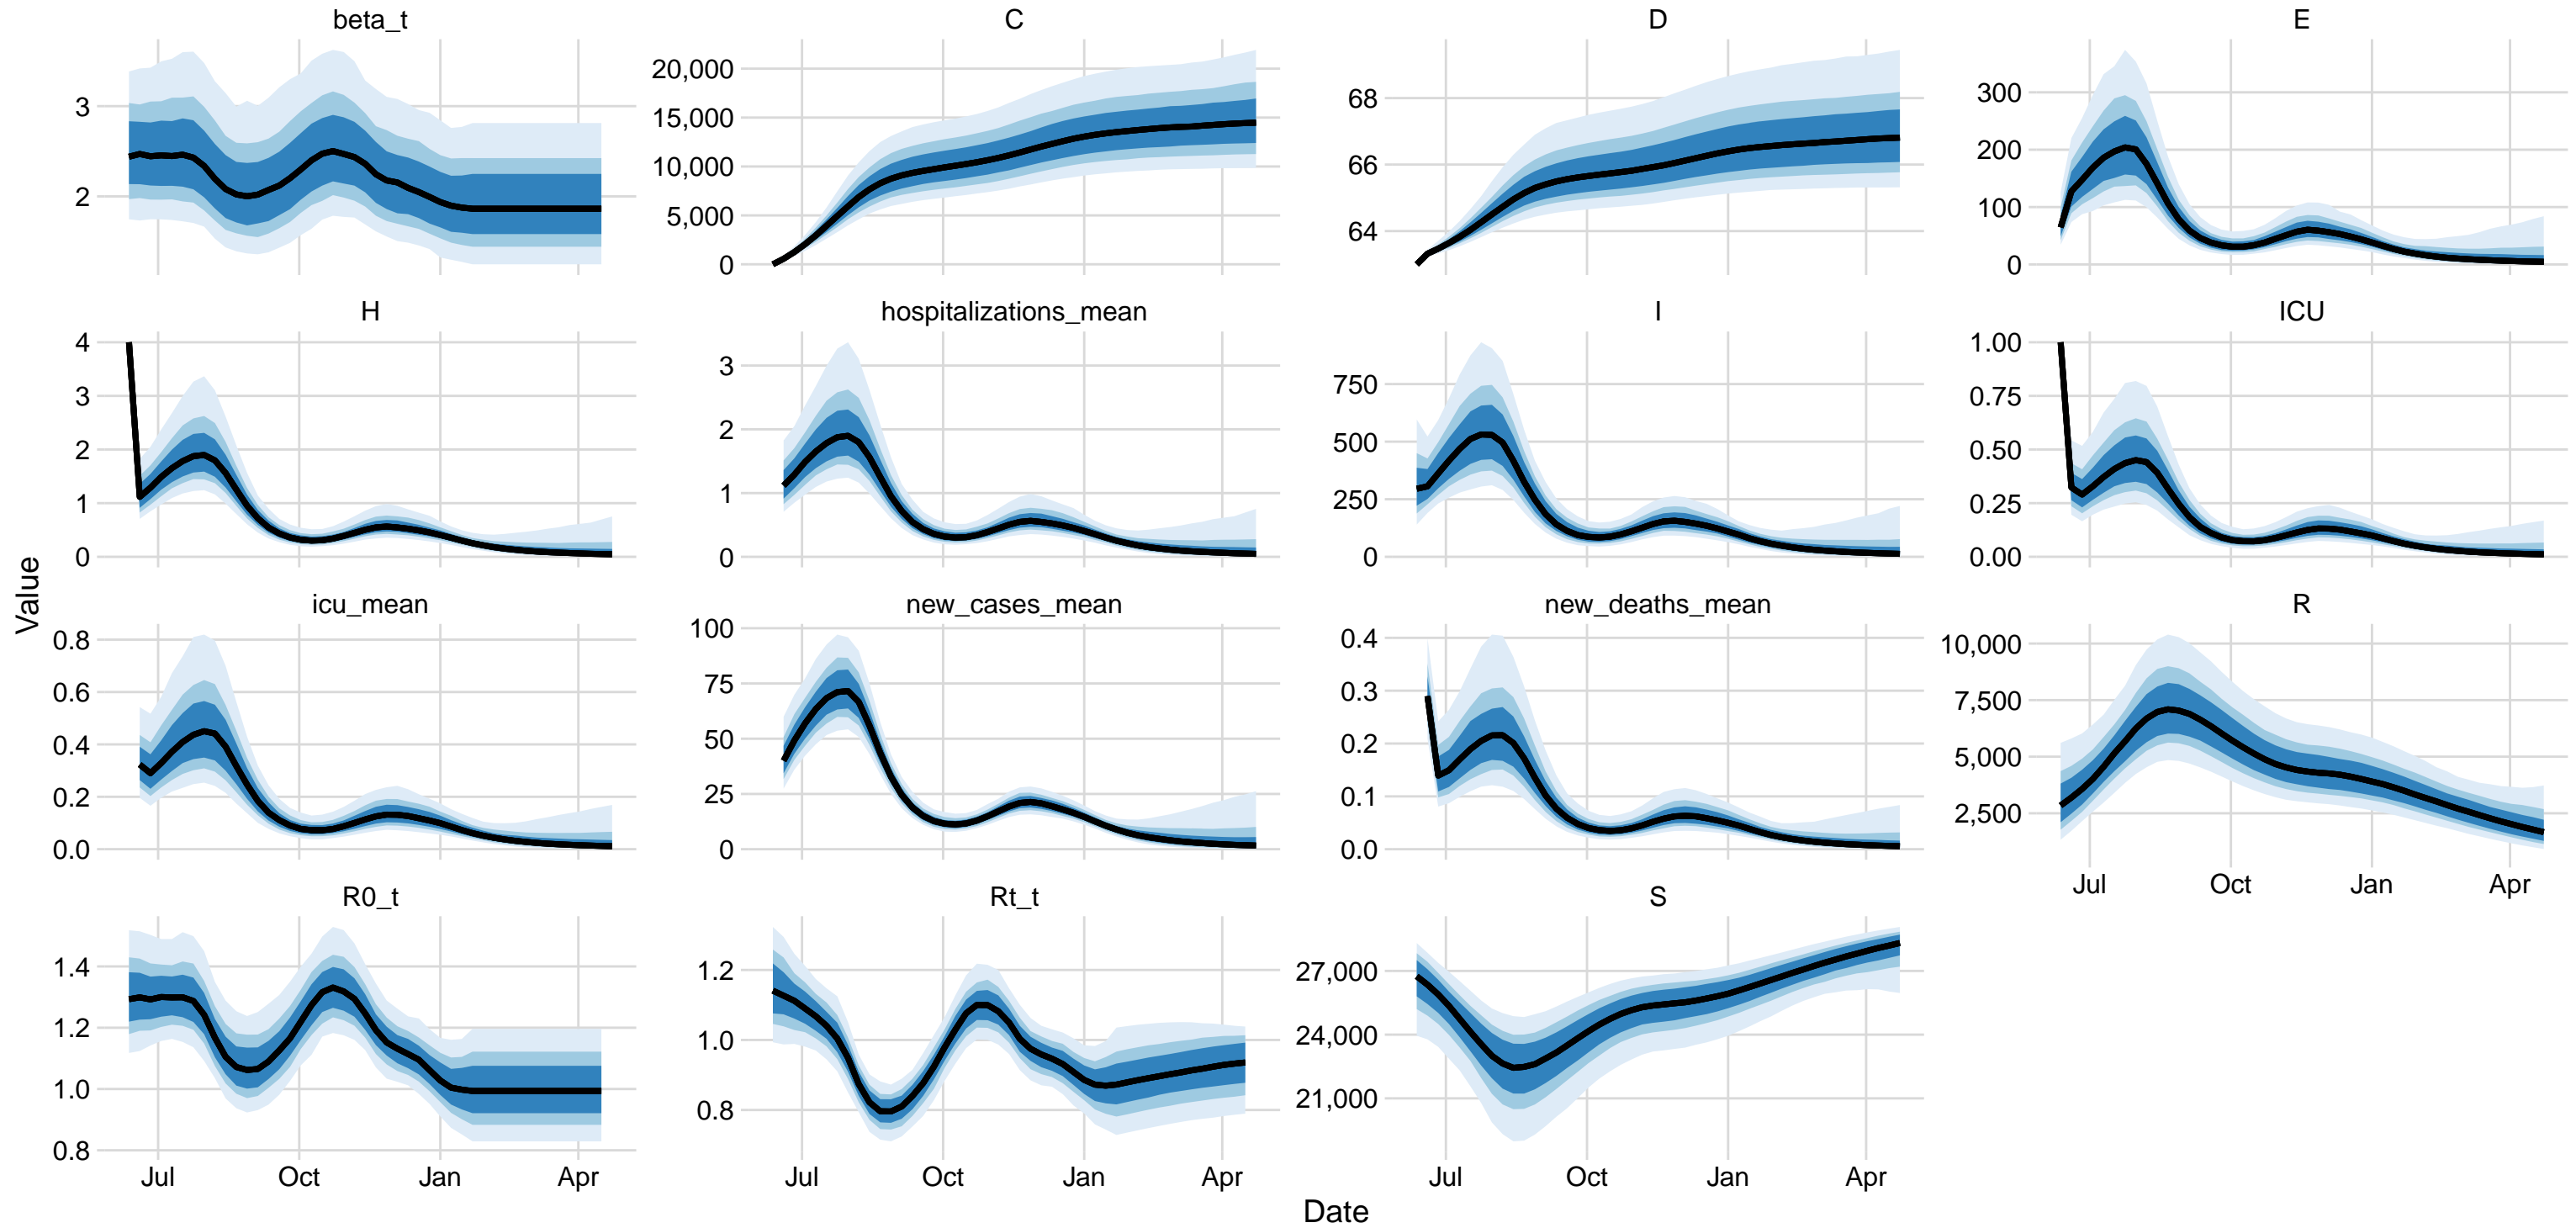 beta_t
C
D
E
3
2
20,000
15,000
10,000
5,000
0
68
66
64
300
200
100
0
H
hospitalizations_mean
I
ICU
4
3
2
1
0
3
2
1
0
750
500
250
0
1.00
0.75
0.50
0.25
0.00
Value
icu_mean
new_cases_mean
new_deaths_mean
R
0.8
0.6
0.4
0.2
0.0
100
75
50
25
0
0.4
0.3
0.2
0.1
0.0
10,000
7,500
5,000
2,500
Jul Oct Jan Apr
R0_t
Rt_t
S
1.4
1.2
1.0
0.8
1.2
1.0
0.8
27,000
24,000
21,000
Jul Oct Jan Apr
Jul Oct Jan Apr
Jul Oct Jan Apr
Date